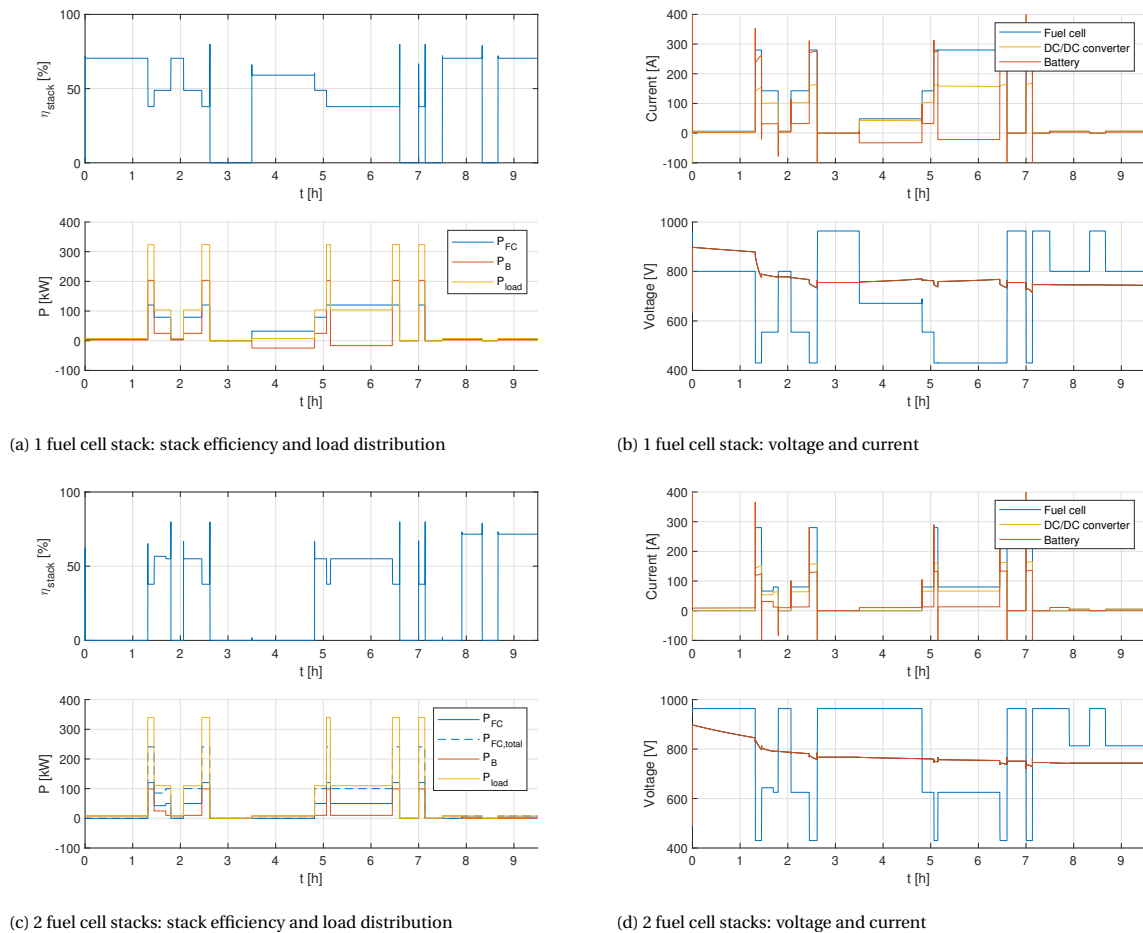 100
50
0
η_stack [%]
0 1 2 3 4 5 6 7 8 9
t [h]
400
300
200
100
0
-100
P [kW]
P_FC
P_B
P_load
0 1 2 3 4 5 6 7 8 9
t [h]
(a) 1 fuel cell stack: stack efficiency and load distribution
400
300
200
100
0
-100
Current [A]
Fuel cell
DC/DC converter
Battery
0 1 2 3 4 5 6 7 8 9
t [h]
1000
800
600
400
Voltage [V]
0 1 2 3 4 5 6 7 8 9
t [h]
(b) 1 fuel cell stack: voltage and current
100
50
0
η_stack [%]
0 1 2 3 4 5 6 7 8 9
t [h]
400
300
200
100
0
-100
P [kW]
P_FC
P_FC,total
P_B
P_load
0 1 2 3 4 5 6 7 8 9
t [h]
(c) 2 fuel cell stacks: stack efficiency and load distribution
400
300
200
100
0
-100
Current [A]
Fuel cell
DC/DC converter
Battery
0 1 2 3 4 5 6 7 8 9
t [h]
1000
800
600
400
Voltage [V]
0 1 2 3 4 5 6 7 8 9
t [h]
(d) 2 fuel cell stacks: voltage and current